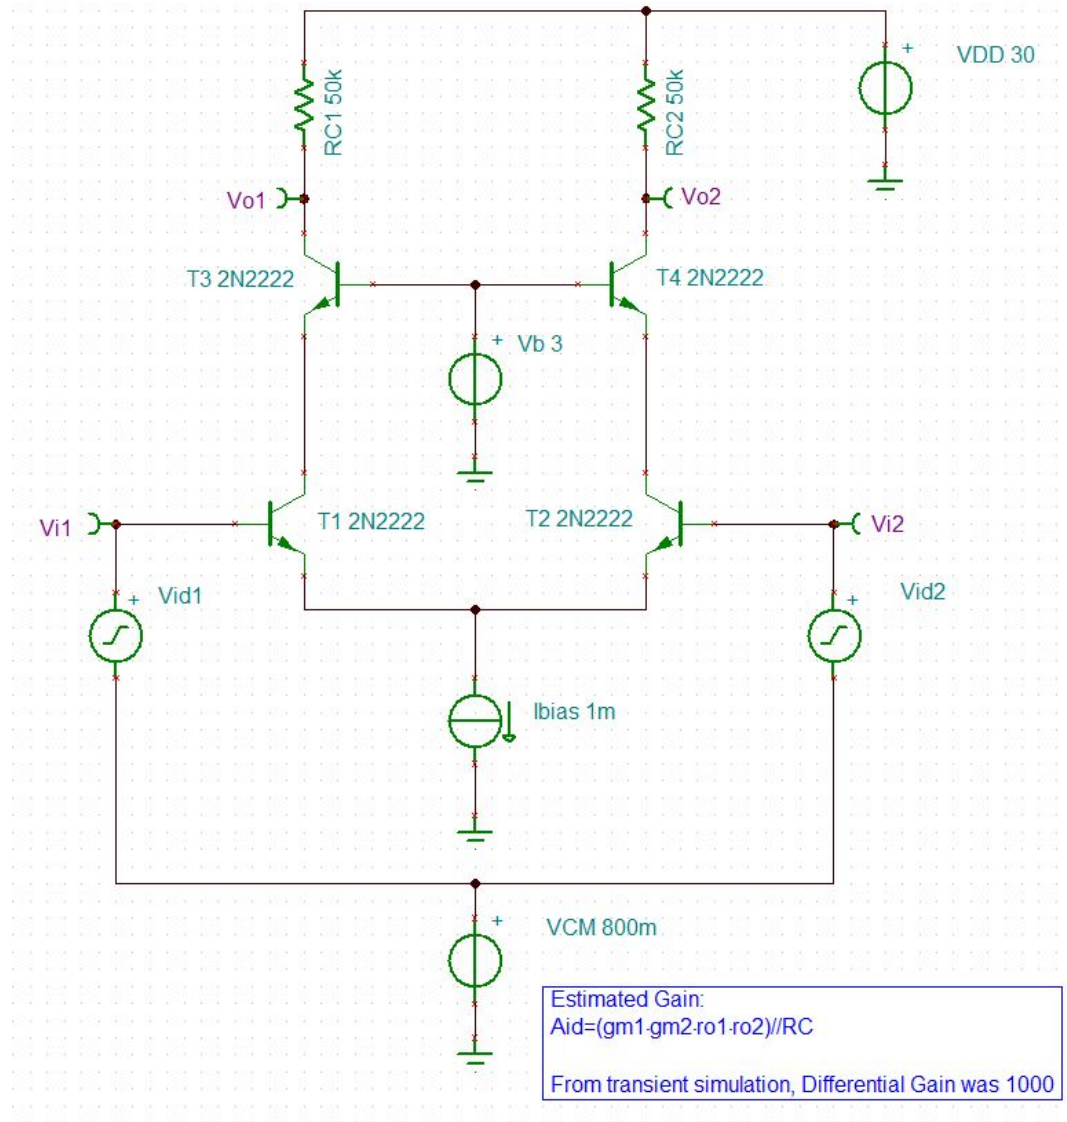 VDD 30
RC1 50k
RC2 50k
Vo1
Vo2
T3 2N2222
T4 2N2222
Vb 3
Vi1
T1 2N2222
T2 2N2222
Vi2
Vid1
Vid2
Ibias 1m
VCM 800m
Estimated Gain:
Aid=(gm1·gm2·ro1·ro2)//RC
From transient simulation, Differential Gain was 1000